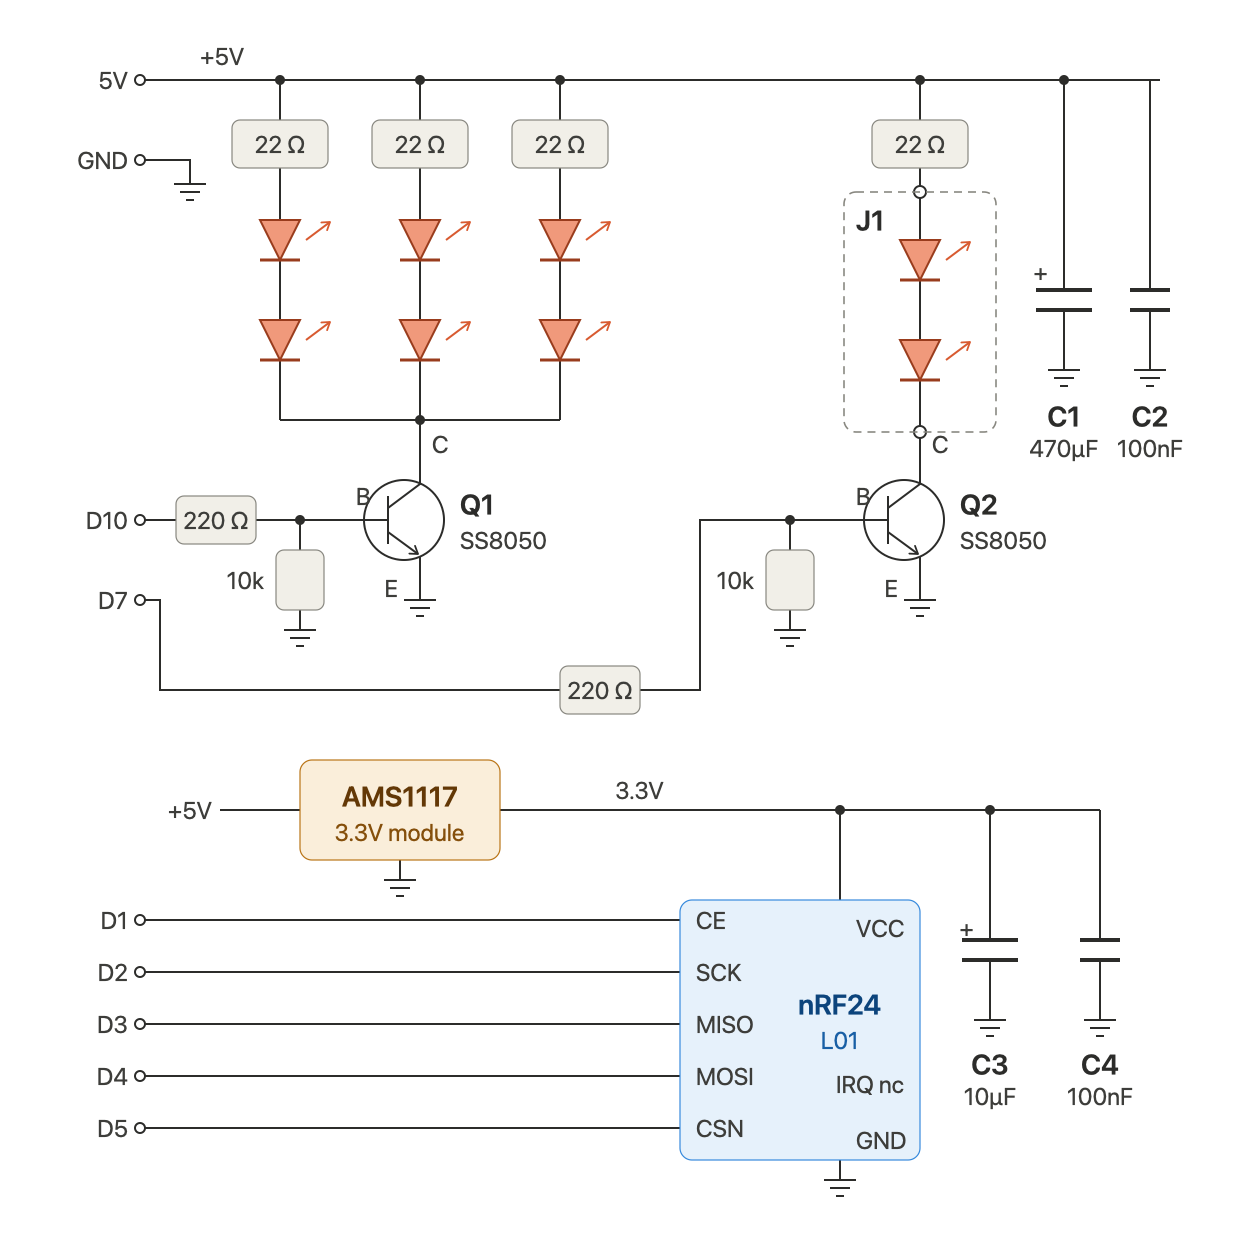 +5V
5V
22 Ω
22 Ω
22 Ω
22 Ω
GND
J1
+
C1
C2
470µF
100nF
C
C
B
Q1
B
Q2
D10
220 Ω
SS8050
SS8050
10k
E
10k
E
D7
220 Ω
AMS1117
3.3V module
+5V
3.3V
D1
CE
VCC
+
D2
SCK
nRF24
D3
MISO
L01
C3
C4
D4
MOSI
IRQ nc
10µF
100nF
D5
CSN
GND